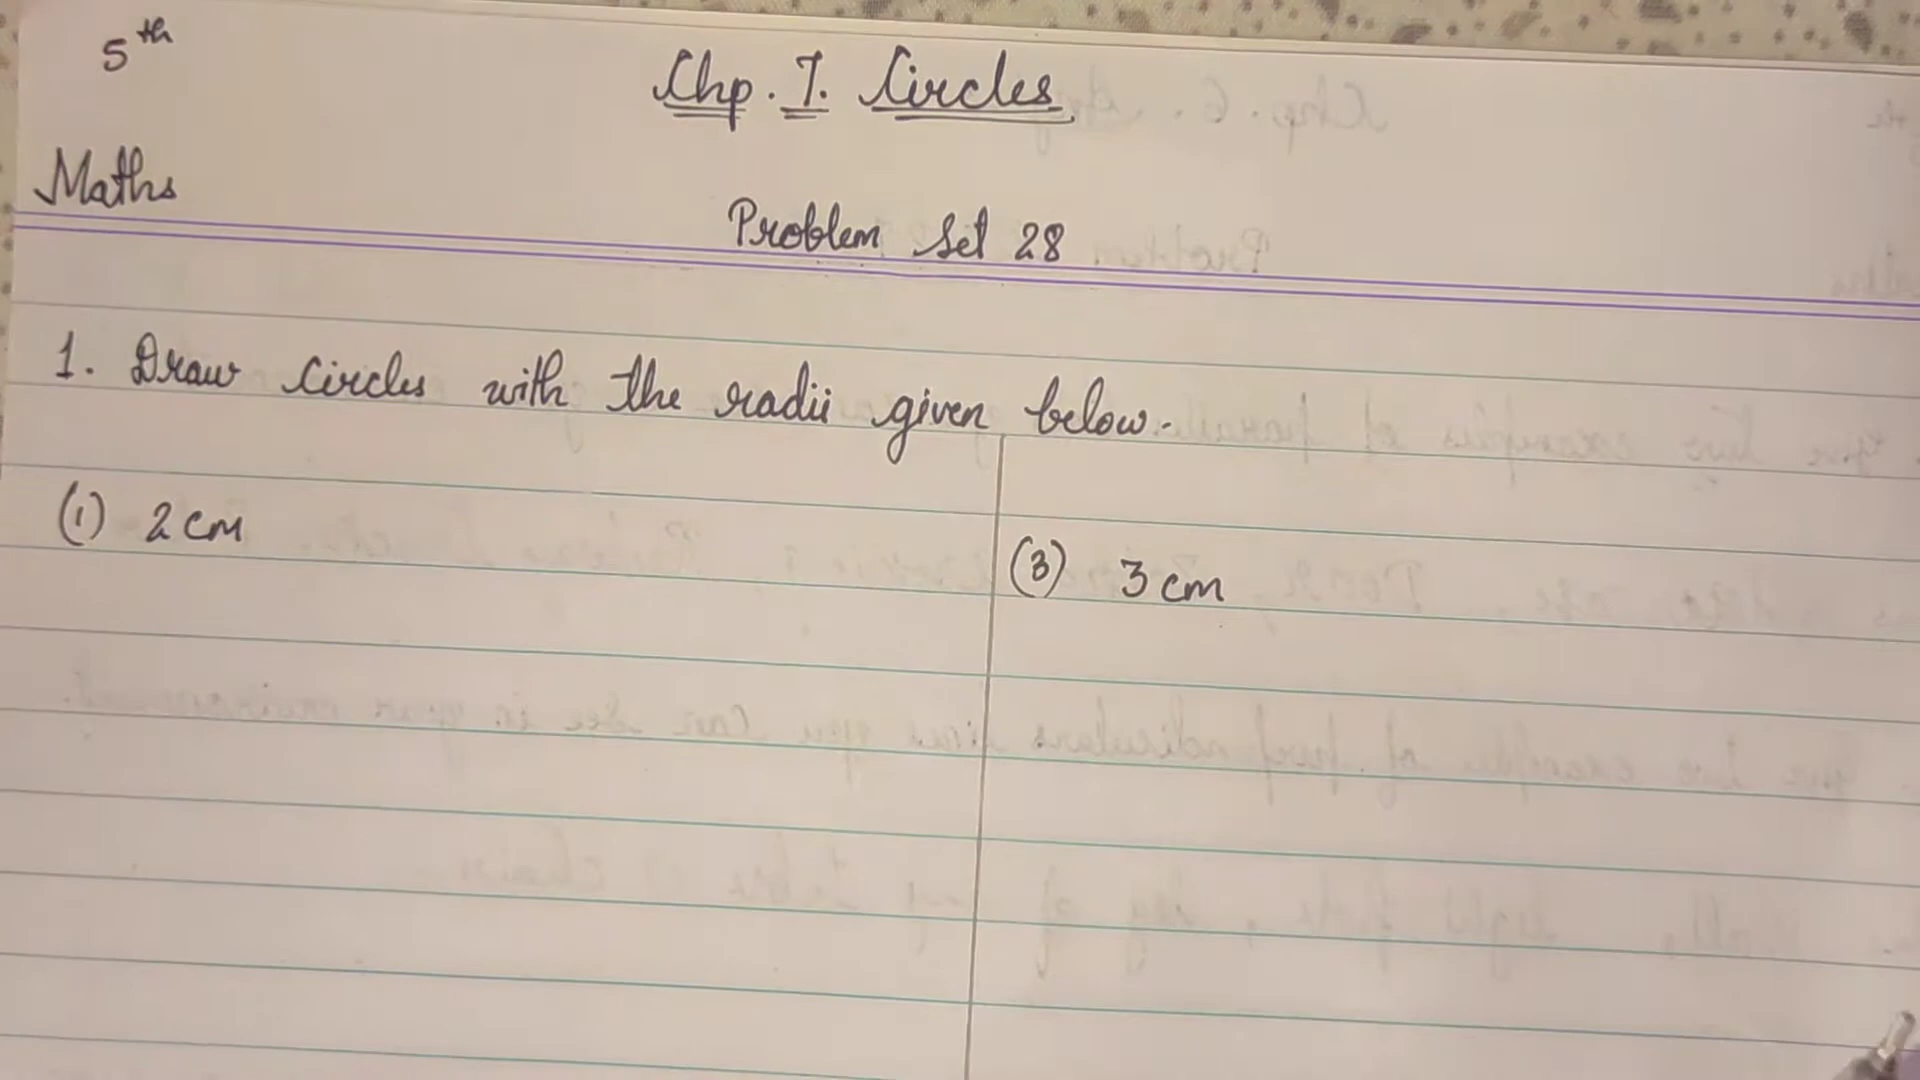 5th
Chp. 7. Circles
Maths
Problem Set 28
1. Draw circles with the radii given below.
(1) 2 cm
(3) 3 cm